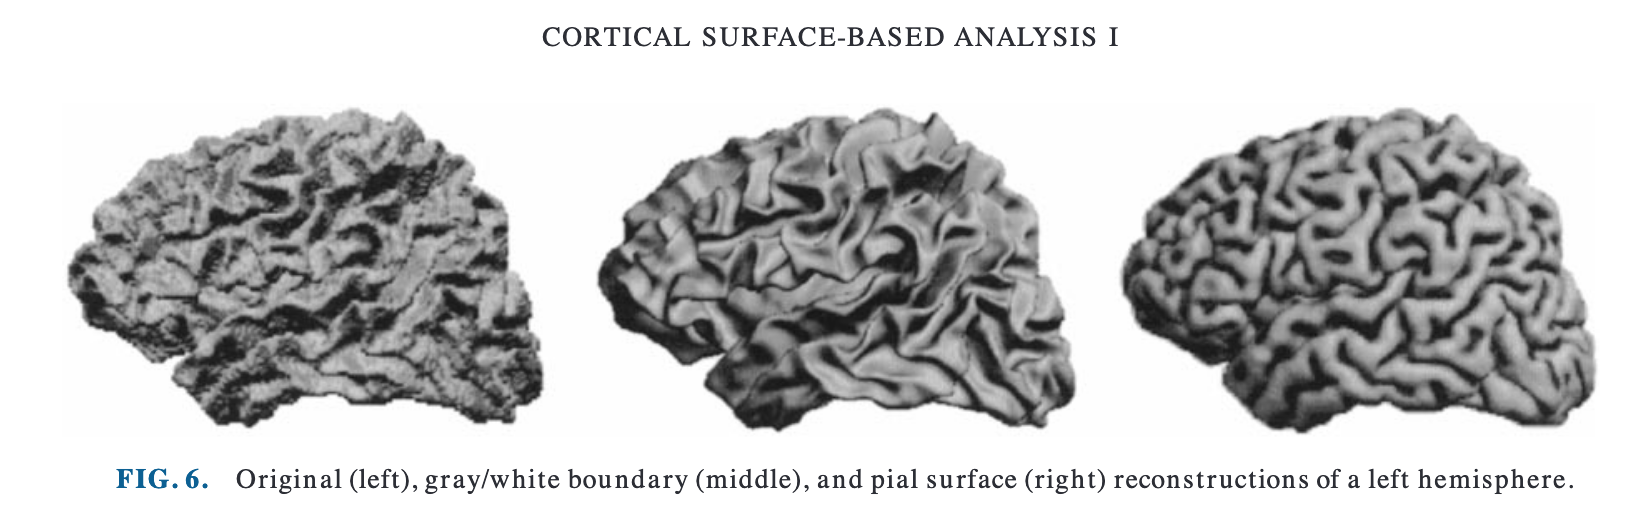 CORTICAL SURFACE-BASED ANALYSIS I
FIG. 6. Original (left), gray/white boundary (middle), and pial surface (right) reconstructions of a left hemisphere.